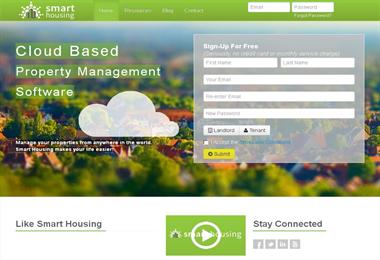 smart housing
Home Resources Blog Contact
Email Password
Forgot Password?
Cloud Based
Property Management
Software
Manage your properties from anywhere in the world.
Smart Housing makes your life easier!
Sign-Up For Free
(Seriously, no credit card or monthly service charge)
First Name Last Name
Your Email
Re-enter Email
New Password
Landlord Tenant
I Accept the
Submit
Like Smart Housing
smart housing
Stay Connected